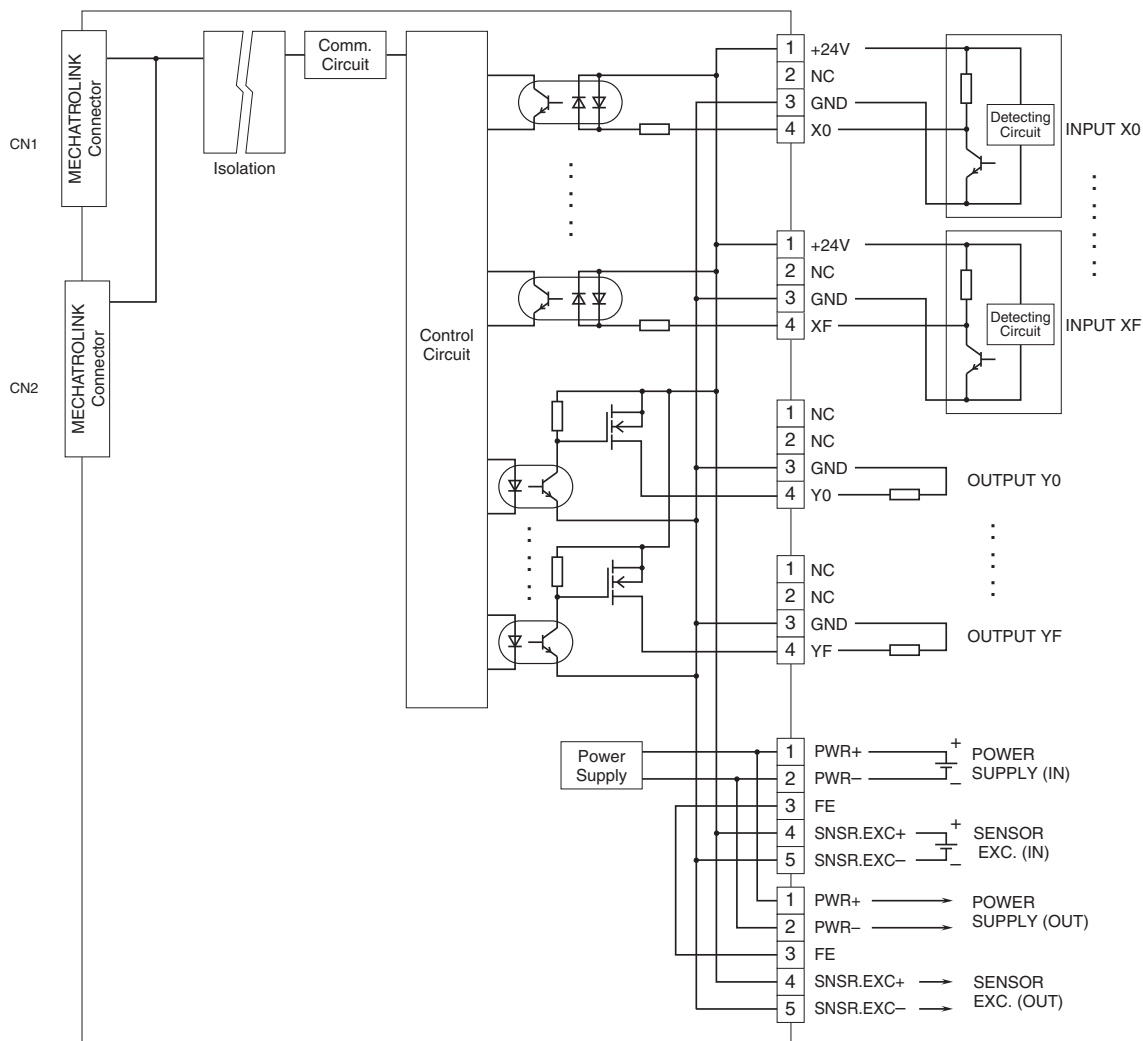 CN1
MECHATROLINK
Connector
Isolation
Comm.
Circuit
CN2
MECHATROLINK
Connector
Control
Circuit
1 +24V
2 NC
3 GND
4 X0
Detecting
Circuit
INPUT X0
1 +24V
2 NC
3 GND
4 XF
Detecting
Circuit
INPUT XF
1 NC
2 NC
3 GND
4 Y0
OUTPUT Y0
1 NC
2 NC
3 GND
4 YF
OUTPUT YF
Power
Supply
1 PWR+
2 PWR–
3 FE
4 SNSR.EXC+
5 SNSR.EXC–
+
–
POWER
SUPPLY (IN)
+
–
SENSOR
EXC. (IN)
1 PWR+
2 PWR–
3 FE
4 SNSR.EXC+
5 SNSR.EXC–
POWER
SUPPLY (OUT)
SENSOR
EXC. (OUT)